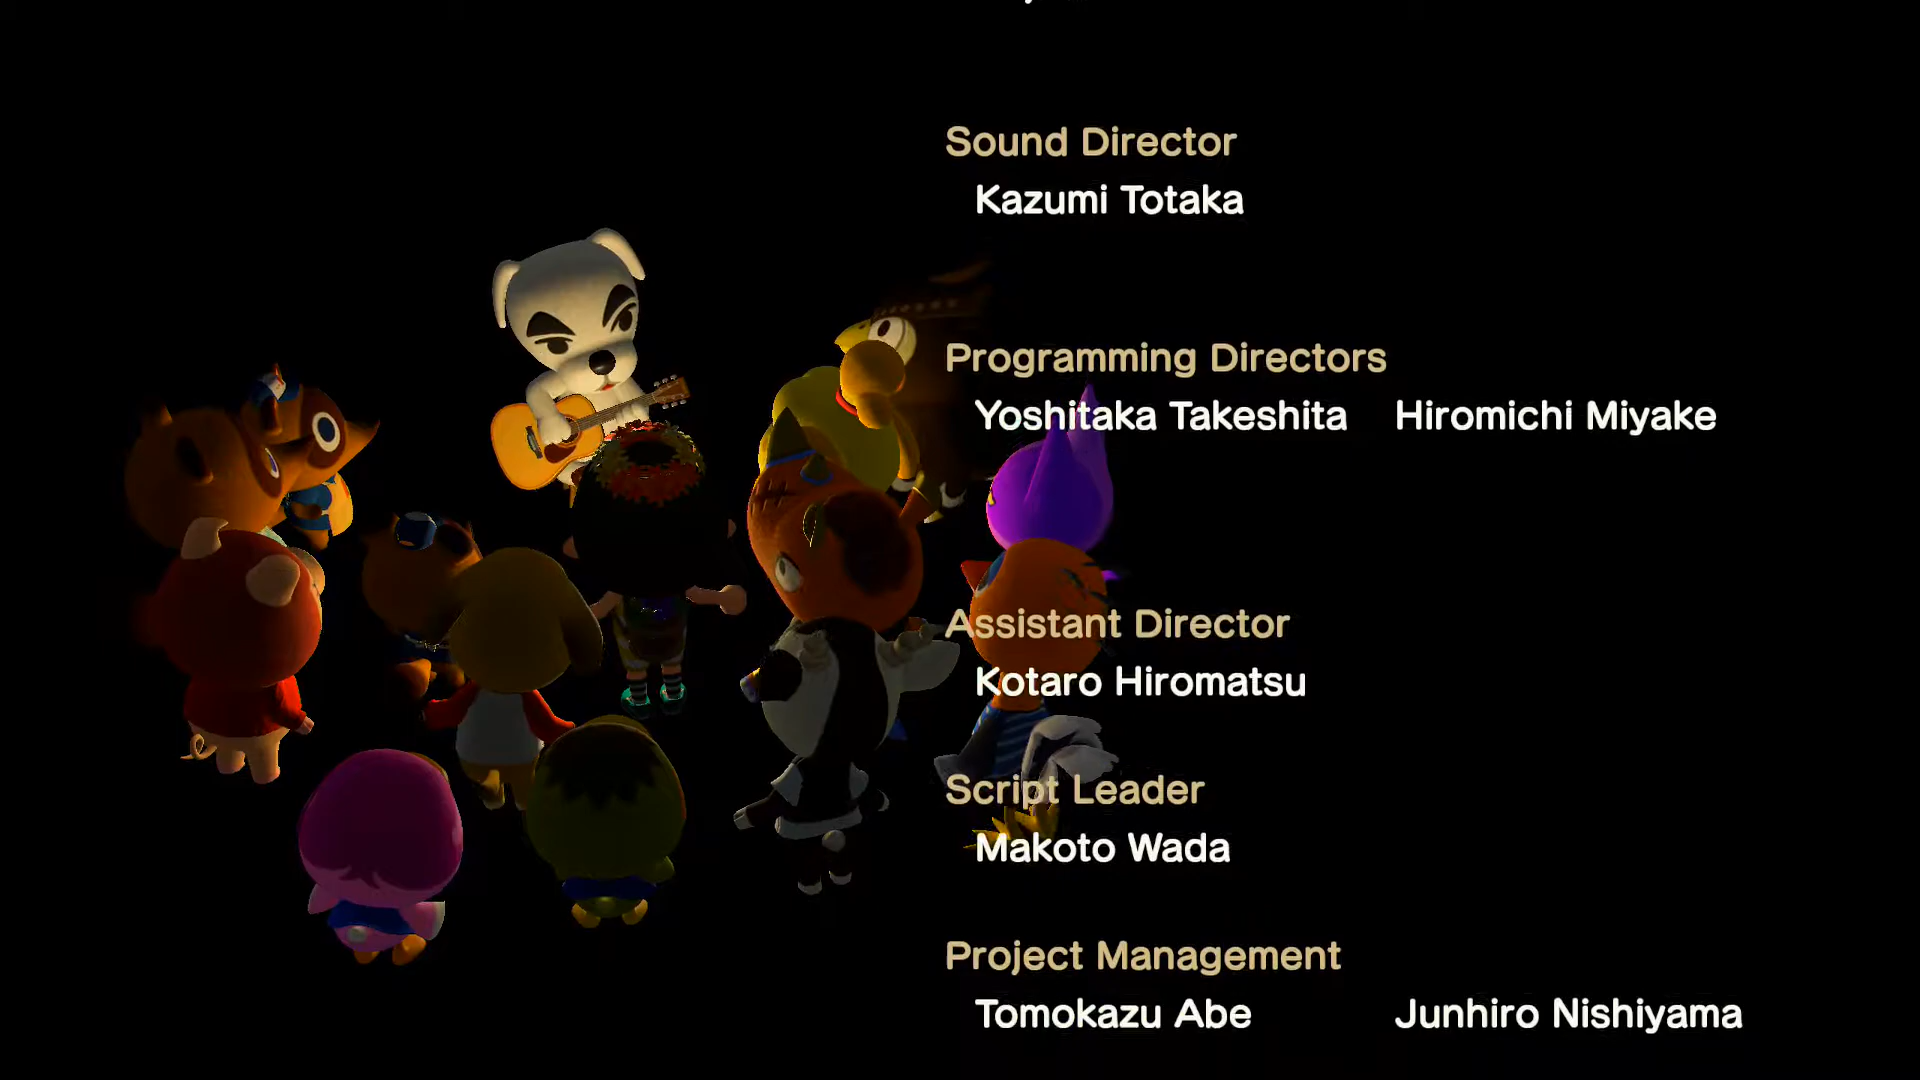 Sound Director
Kazumi Totaka
Programming Directors
Yoshitaka Takeshita Hiromichi Miyake
Assistant Director
Kotaro Hiromatsu
Script Leader
Makoto Wada
Project Management
Tomokazu Abe Junhiro Nishiyama